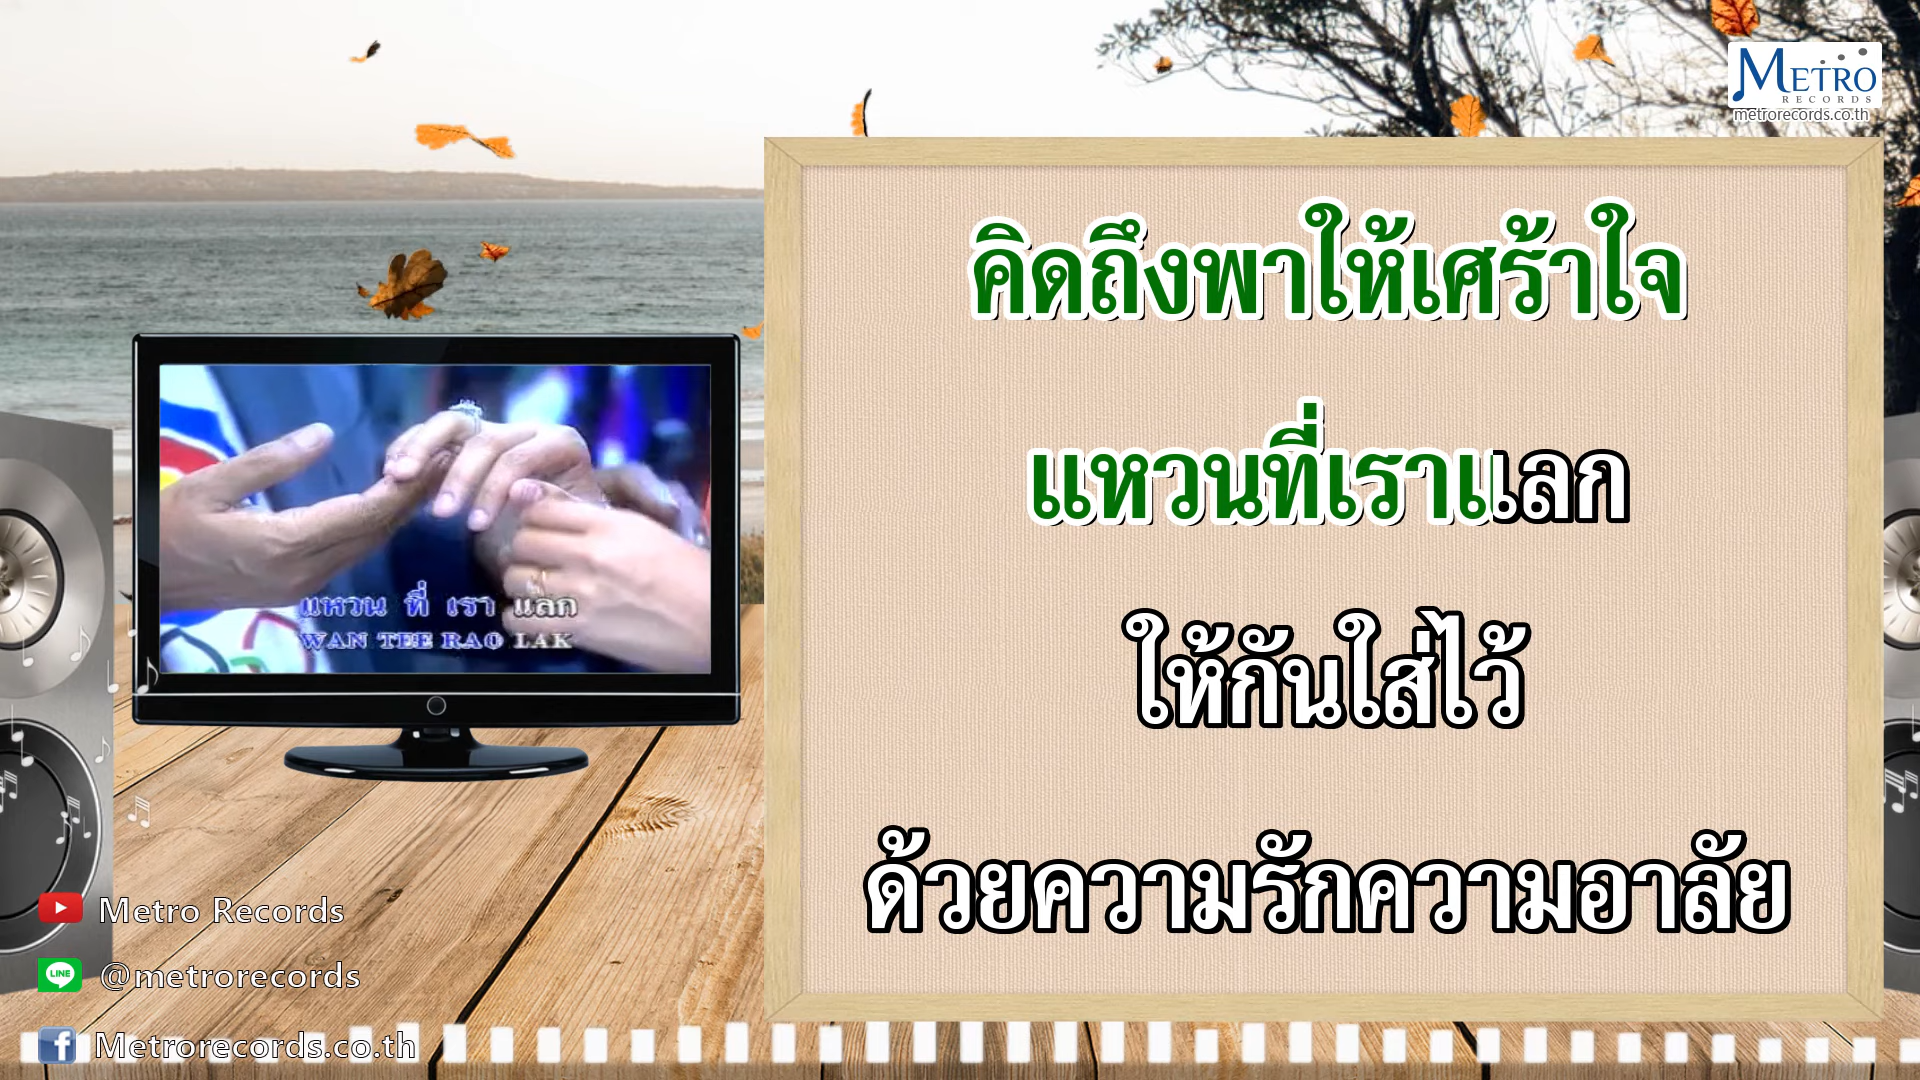 METRO
RECORDS
metrorecords.co.th
คิดถึงพาให้เศร้าใจ
แหวนที่เราแลก
ให้กันใส่ไว้
ด้วยความรักความอาลัย
แหวน ที่ เรา แลก
WAN TEE RAO LAK
Metro Records
LINE
@metrorecords
f
Metrorecords.co.th